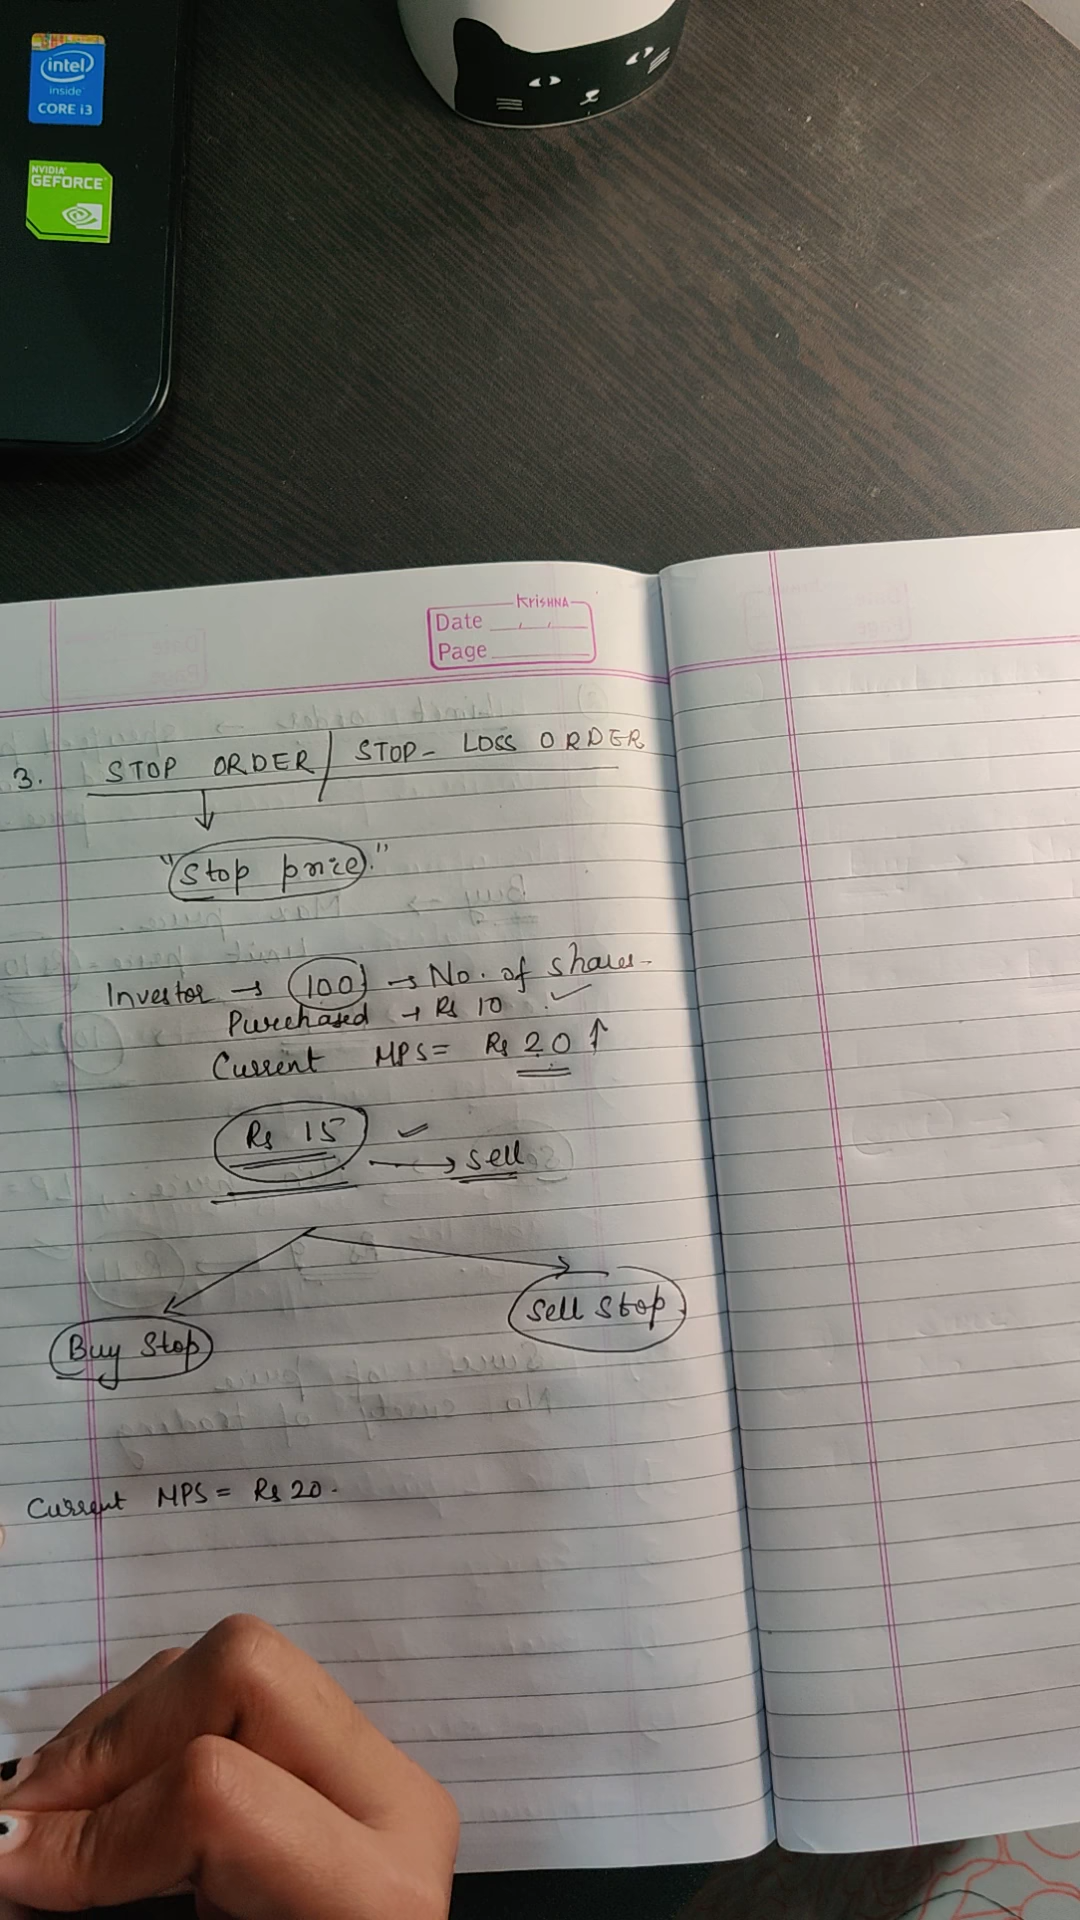 intel
inside
CORE i3
NVIDIA
GEFORCE
KRISHNA
Date
Page
3. STOP ORDER / STOP- LOSS ORDER
"Stop price."
Investor → 100 → No. of shares-
Purchased → Rs 10
Current MPS = Rs 20 ↑
Rs 15 → sell
Buy Stop
Sell Stop
Current MPS = Rs 20.